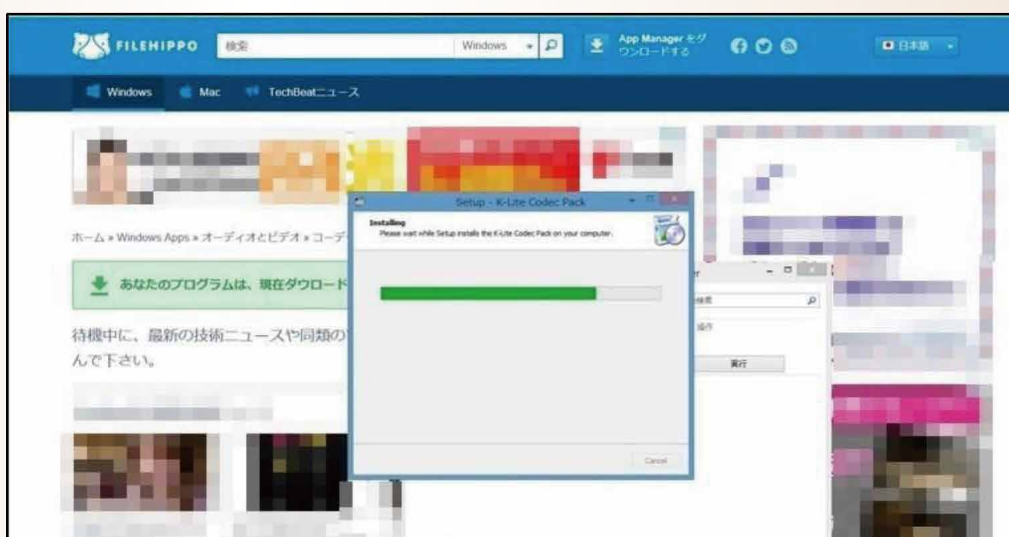 FILEHIPPO
検索
Windows
App Manager をダ
ウンロードする
日本語
Windows
Mac
TechBeatニュース
Setup - K-Lite Codec Pack
Installing
Please wait while Setup installs the K-Lite Codec Pack on your computer.
ホーム » Windows Apps » オーディオとビデオ » コーデ
あなたのプログラムは、現在ダウンロード
検索
操作
待機中に、最新の技術ニュースや同類の
んで下さい。
実行
Cancel